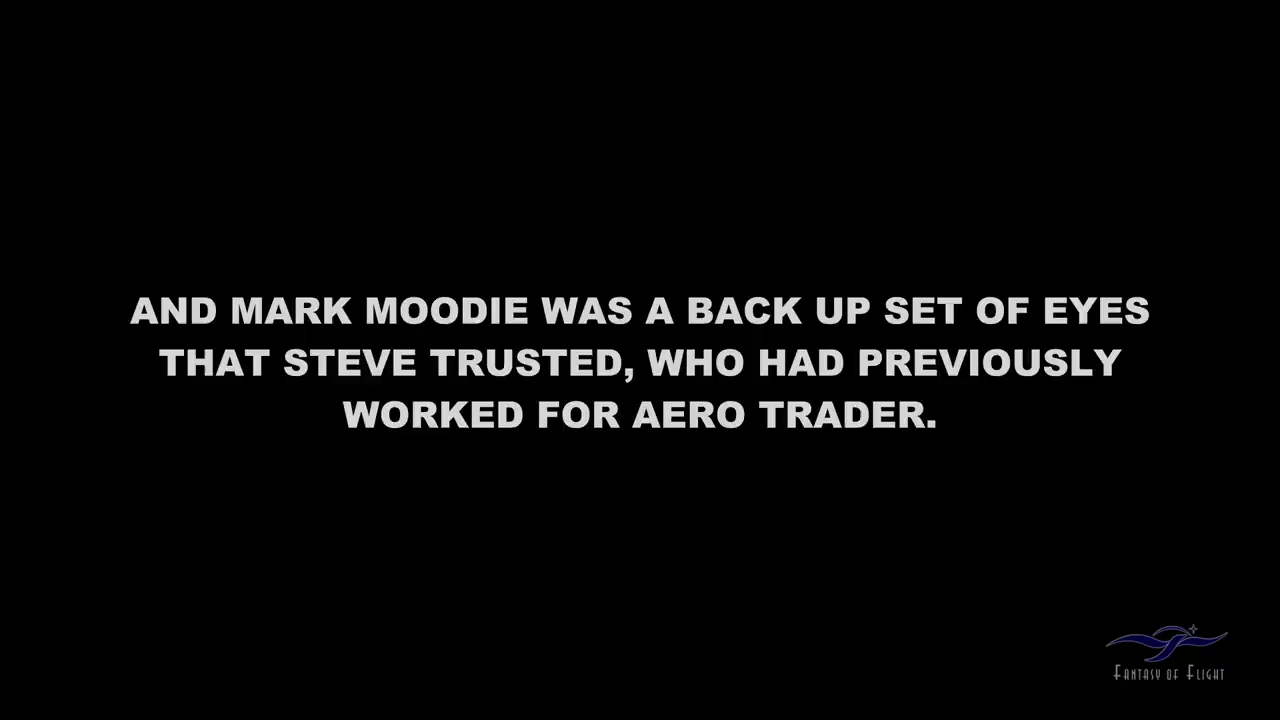 AND MARK MOODIE WAS A BACK UP SET OF EYES
THAT STEVE TRUSTED, WHO HAD PREVIOUSLY
WORKED FOR AERO TRADER.
FANTASY OF FLIGHT